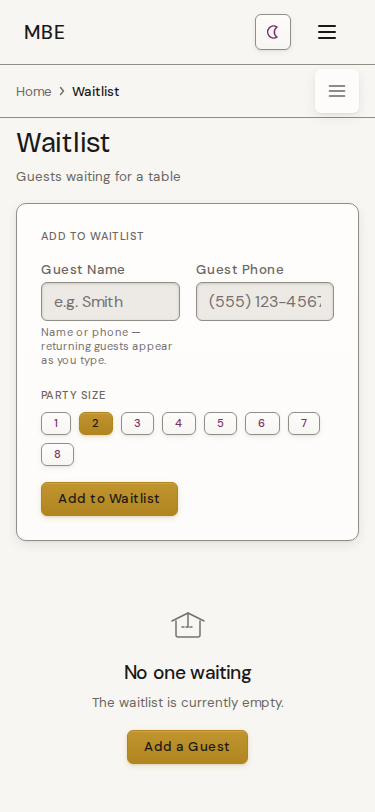 MBE
Home > Waitlist
Waitlist
Guests waiting for a table
ADD TO WAITLIST
Guest Name
Guest Phone
e.g. Smith
(555) 123-4567
Name or phone —
returning guests appear
as you type.
PARTY SIZE
1 2 3 4 5 6 7
8
Add to Waitlist
No one waiting
The waitlist is currently empty.
Add a Guest